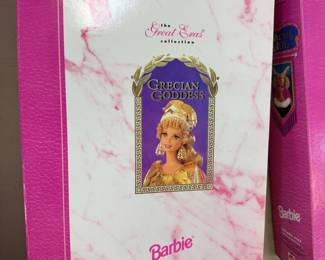 the
Great Eras
collection
GRECIAN
GODDESS
Barbie
Barbie